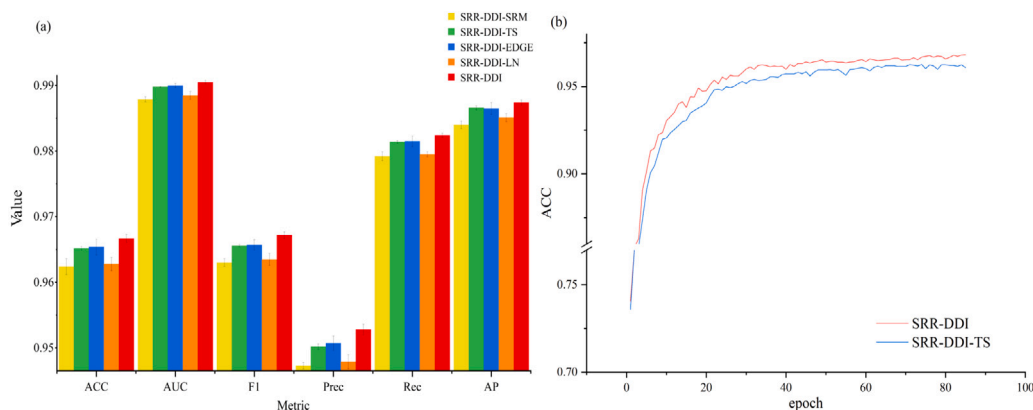 (a)
SRR-DDI-SRM
SRR-DDI-TS
SRR-DDI-EDGE
SRR-DDI-LN
SRR-DDI
0.99
0.98
0.97
0.96
0.95
Value
ACC AUC F1 Prec Rec AP
Metric
(b)
0.95
0.90
0.75
0.70
ACC
SRR-DDI
SRR-DDI-TS
0 20 40 60 80 100
epoch